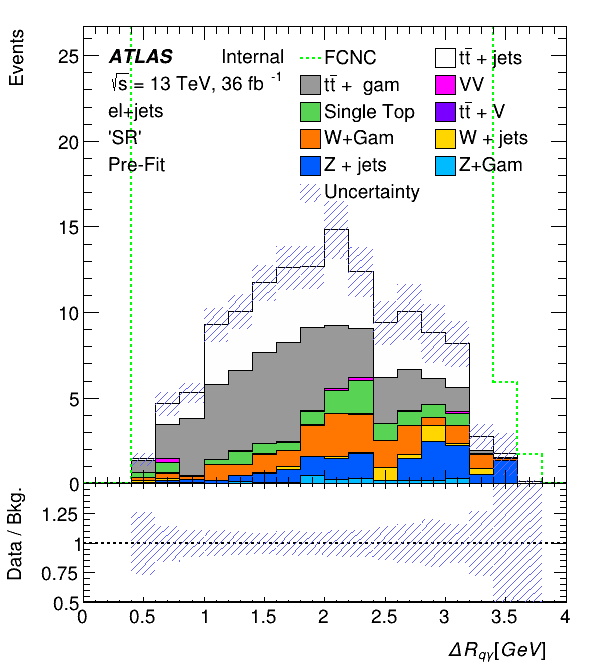 Events
25
20
15
10
5
0
ATLAS Internal
√s = 13 TeV, 36 fb -1
el+jets
'SR'
Pre-Fit
FCNC
tt̄ + jets
tt̄ + gam
VV
Single Top
tt̄ + V
W+Gam
W + jets
Z + jets
Z+Gam
Uncertainty
Data / Bkg.
1.25
1
0.75
0.5
0 0.5 1 1.5 2 2.5 3 3.5 4
ΔR qγ [GeV]